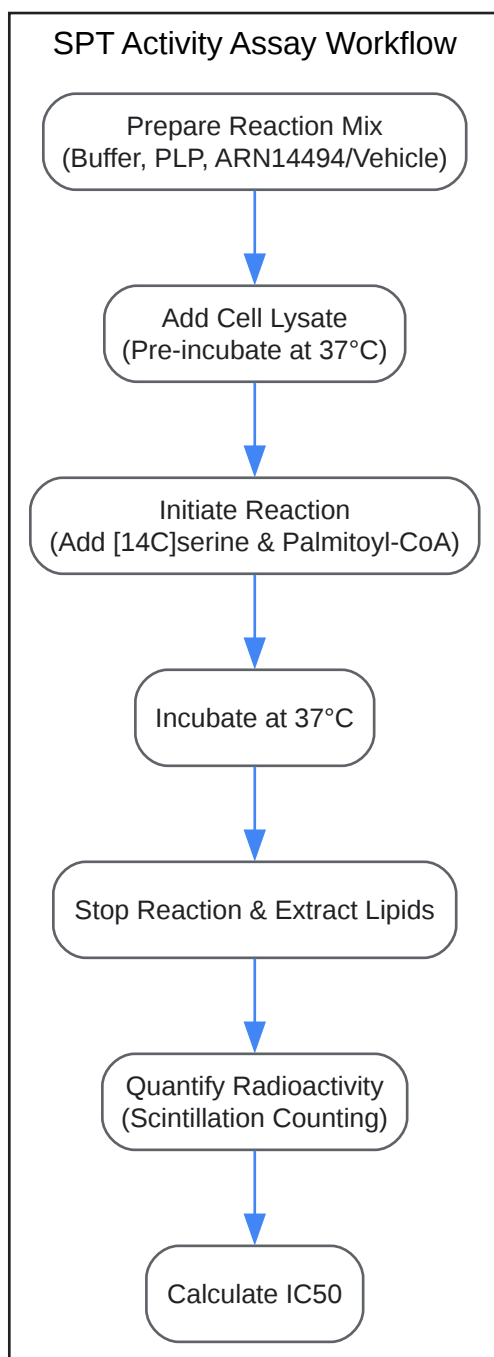 SPT Activity Assay Workflow
Prepare Reaction Mix
(Buffer, PLP, ARN14494/Vehicle)
Add Cell Lysate
(Pre-incubate at 37°C)
Initiate Reaction
(Add [14C]serine & Palmitoyl-CoA)
Incubate at 37°C
Stop Reaction & Extract Lipids
Quantify Radioactivity
(Scintillation Counting)
Calculate IC50